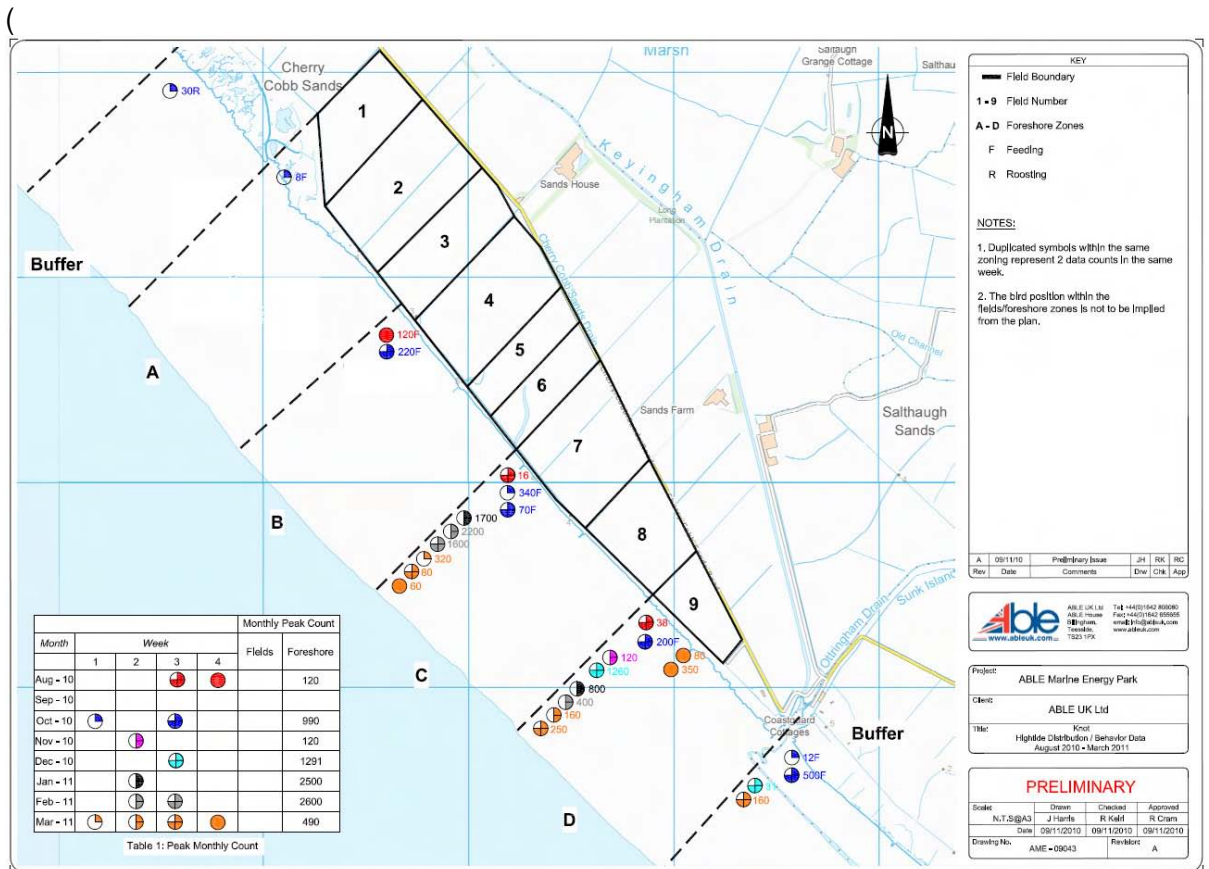 (
Cherry
Cobb Sands
Marsh
Saltaugh
Grange Cottage
Salthau
30R
8F
Sands House
Keyingham Drain
Long
Plantation
Cherry Cobb Sands Drain
Old Channel
Sands Farm
Salthaugh
Sands
Ottringham Drain
Sunk Island
Coastguard
Cottages
N
Buffer
Buffer
A
B
C
D
1
2
3
4
5
6
7
8
9
120F
220F
16
340F
70F
1700
2200
1600
320
80
60
38
200F
80
350
120
1260
800
400
160
250
12F
500F
31
160
Month Week Monthly Peak Count
1 2 3 4 Fields Foreshore
Aug - 10 120
Sep - 10
Oct - 10 990
Nov - 10 120
Dec - 10 1291
Jan - 11 2500
Feb - 11 2600
Mar - 11 490
Table 1: Peak Monthly Count
KEY
Field Boundary
1 - 9 Field Number
A - D Foreshore Zones
F Feeding
R Roosting
NOTES:
1. Duplicated symbols within the same
zoning represent 2 data counts in the same
week.
2. The bird position within the
fields/foreshore zones is not to be implied
from the plan.
A 09/11/10 Preliminary Issue JH RK RC
Rev Date Comments Drw Chk App
Able
www.ableuk.com
ABLE UK Ltd
ABLE House
Billingham,
Teesside,
TS23 1PX
Project:
ABLE Marine Energy Park
Client:
ABLE UK Ltd
Title:
Knot
Hightide Distribution / Behavior Data
August 2010 - March 2011
PRELIMINARY
Scale: Drawn Checked Approved
N.T.S@A3 J Harris R Keirl R Cram
Date 09/11/2010 09/11/2010 09/11/2010
Drawing No. Revision:
AME - 09043 A